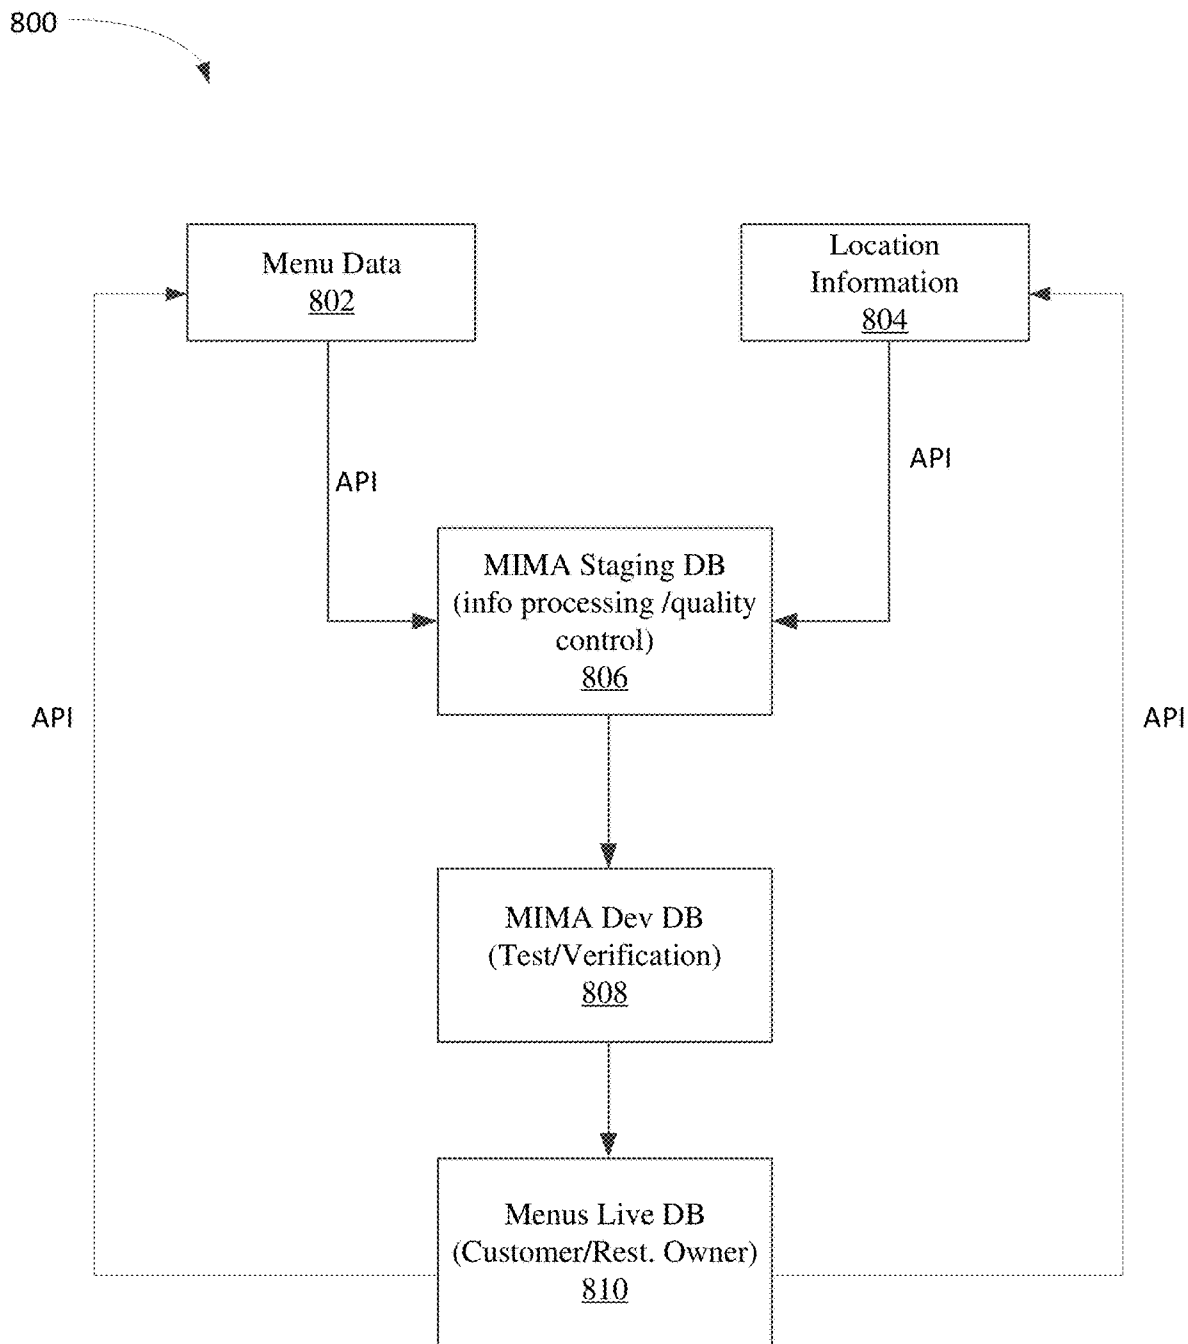 800
Menu Data
802
Location
Information
804
API
API
MIMA Staging DB
(info processing /quality
control)
806
API
API
MIMA Dev DB
(Test/Verification)
808
Menus Live DB
(Customer/Rest. Owner)
810